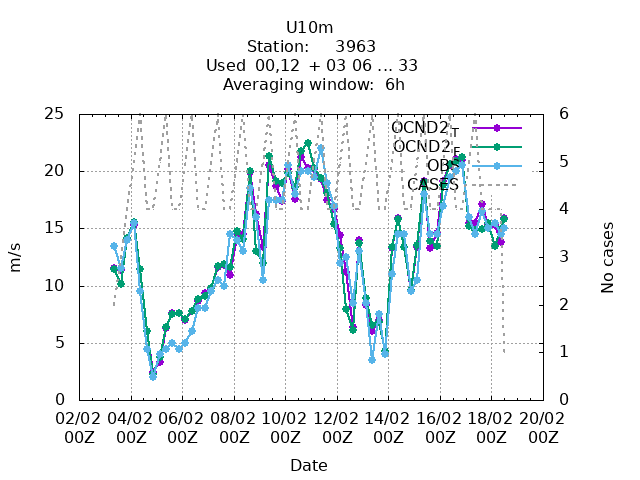 U10m
Station: 3963
Used 00,12 + 03 06 ... 33
Averaging window: 6h
25
20
15
10
5
0
m/s
6
5
4
3
2
1
0
No cases
OCND2_T
OCND2_F
OBS
CASES
02/02 04/02 06/02 08/02 10/02 12/02 14/02 16/02 18/02 20/02
00Z 00Z 00Z 00Z 00Z 00Z 00Z 00Z 00Z 00Z
Date